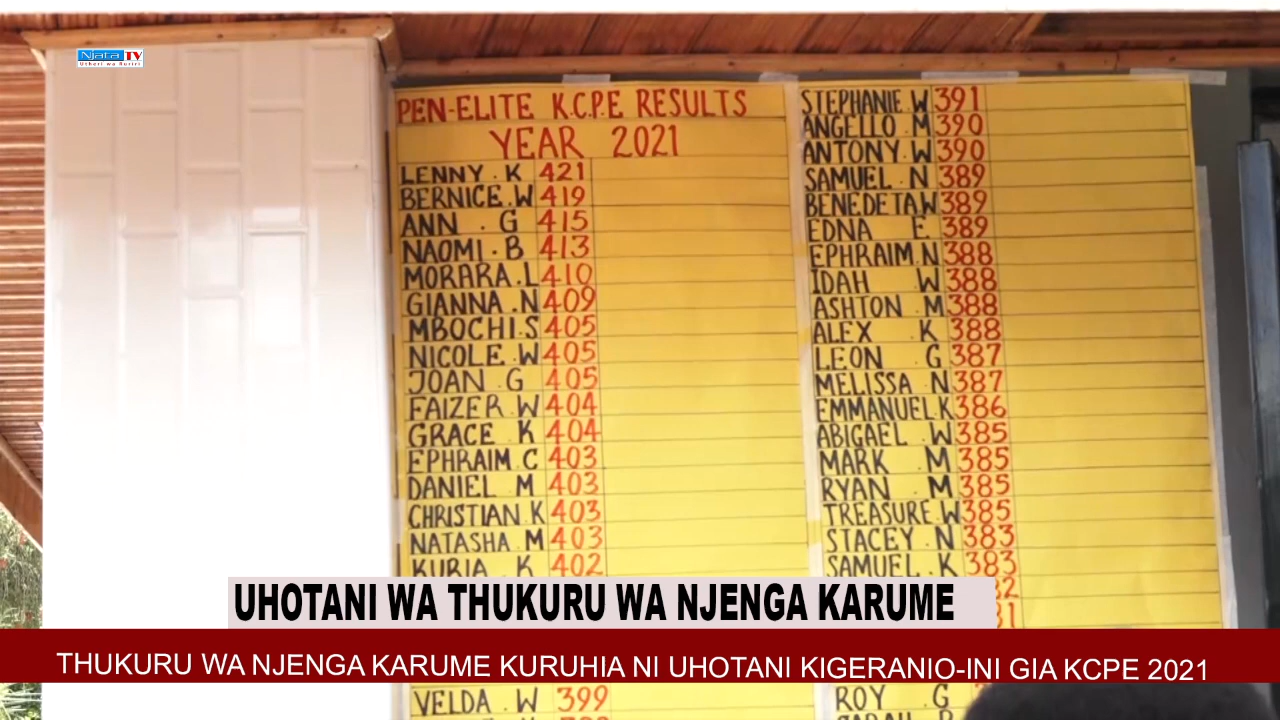 Njata TV
Utheri wa Ruriri
PEN-ELITE K.C.P.E RESULTS
YEAR 2021
LENNY . K 421
BERNICE . W 419
ANN . G 415
NAOMI . B 413
MORARA . L 410
GIANNA . N 409
MBOCHI . S 405
NICOLE . W 405
JOAN . G 405
FAIZER . W 404
GRACE K 404
EPHRAIM . C 403
DANIEL M 403
CHRISTIAN K 403
NATASHA . M 403
KURIA . K 402
VELDA . W 399
STEPHANIE . W 391
ANGELLO . M 390
ANTONY . W 390
SAMUEL . N 389
BENEDETA W 389
EDNA E 389
EPHRAIM . N 388
IDAH W 388
ASHTON . M 388
ALEX K 388
LEON . G 387
MELISSA . N 387
EMMANUEL K 386
ABIGAEL . W 385
MARK M 385
RYAN . M 385
TREASURE . W 385
STACEY . N 383
SAMUEL . K 383
ROY . G
UHOTANI WA THUKURU WA NJENGA KARUME
THUKURU WA NJENGA KARUME KURUHIA NI UHOTANI KIGERANIO-INI GIA KCPE 2021